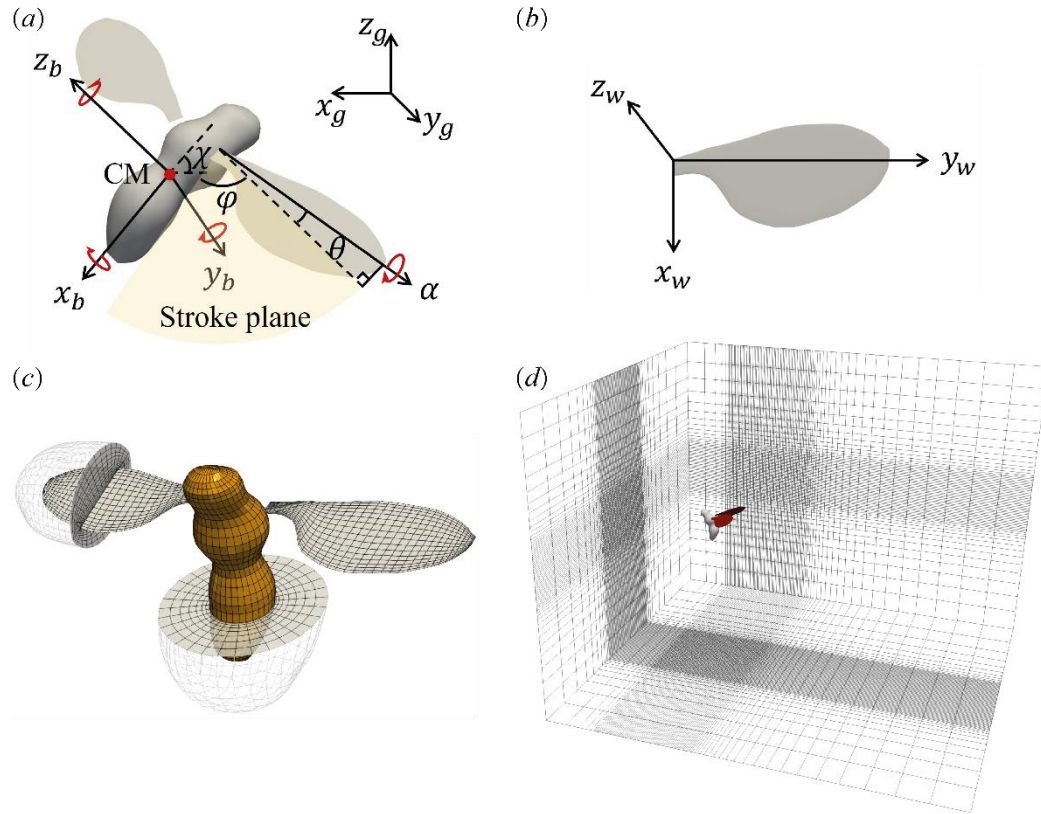 (a)
z_b
z_g
x_g
y_g
CM
χ
φ
θ
x_b
y_b
α
Stroke plane
(b)
z_w
y_w
x_w
(c)
(d)